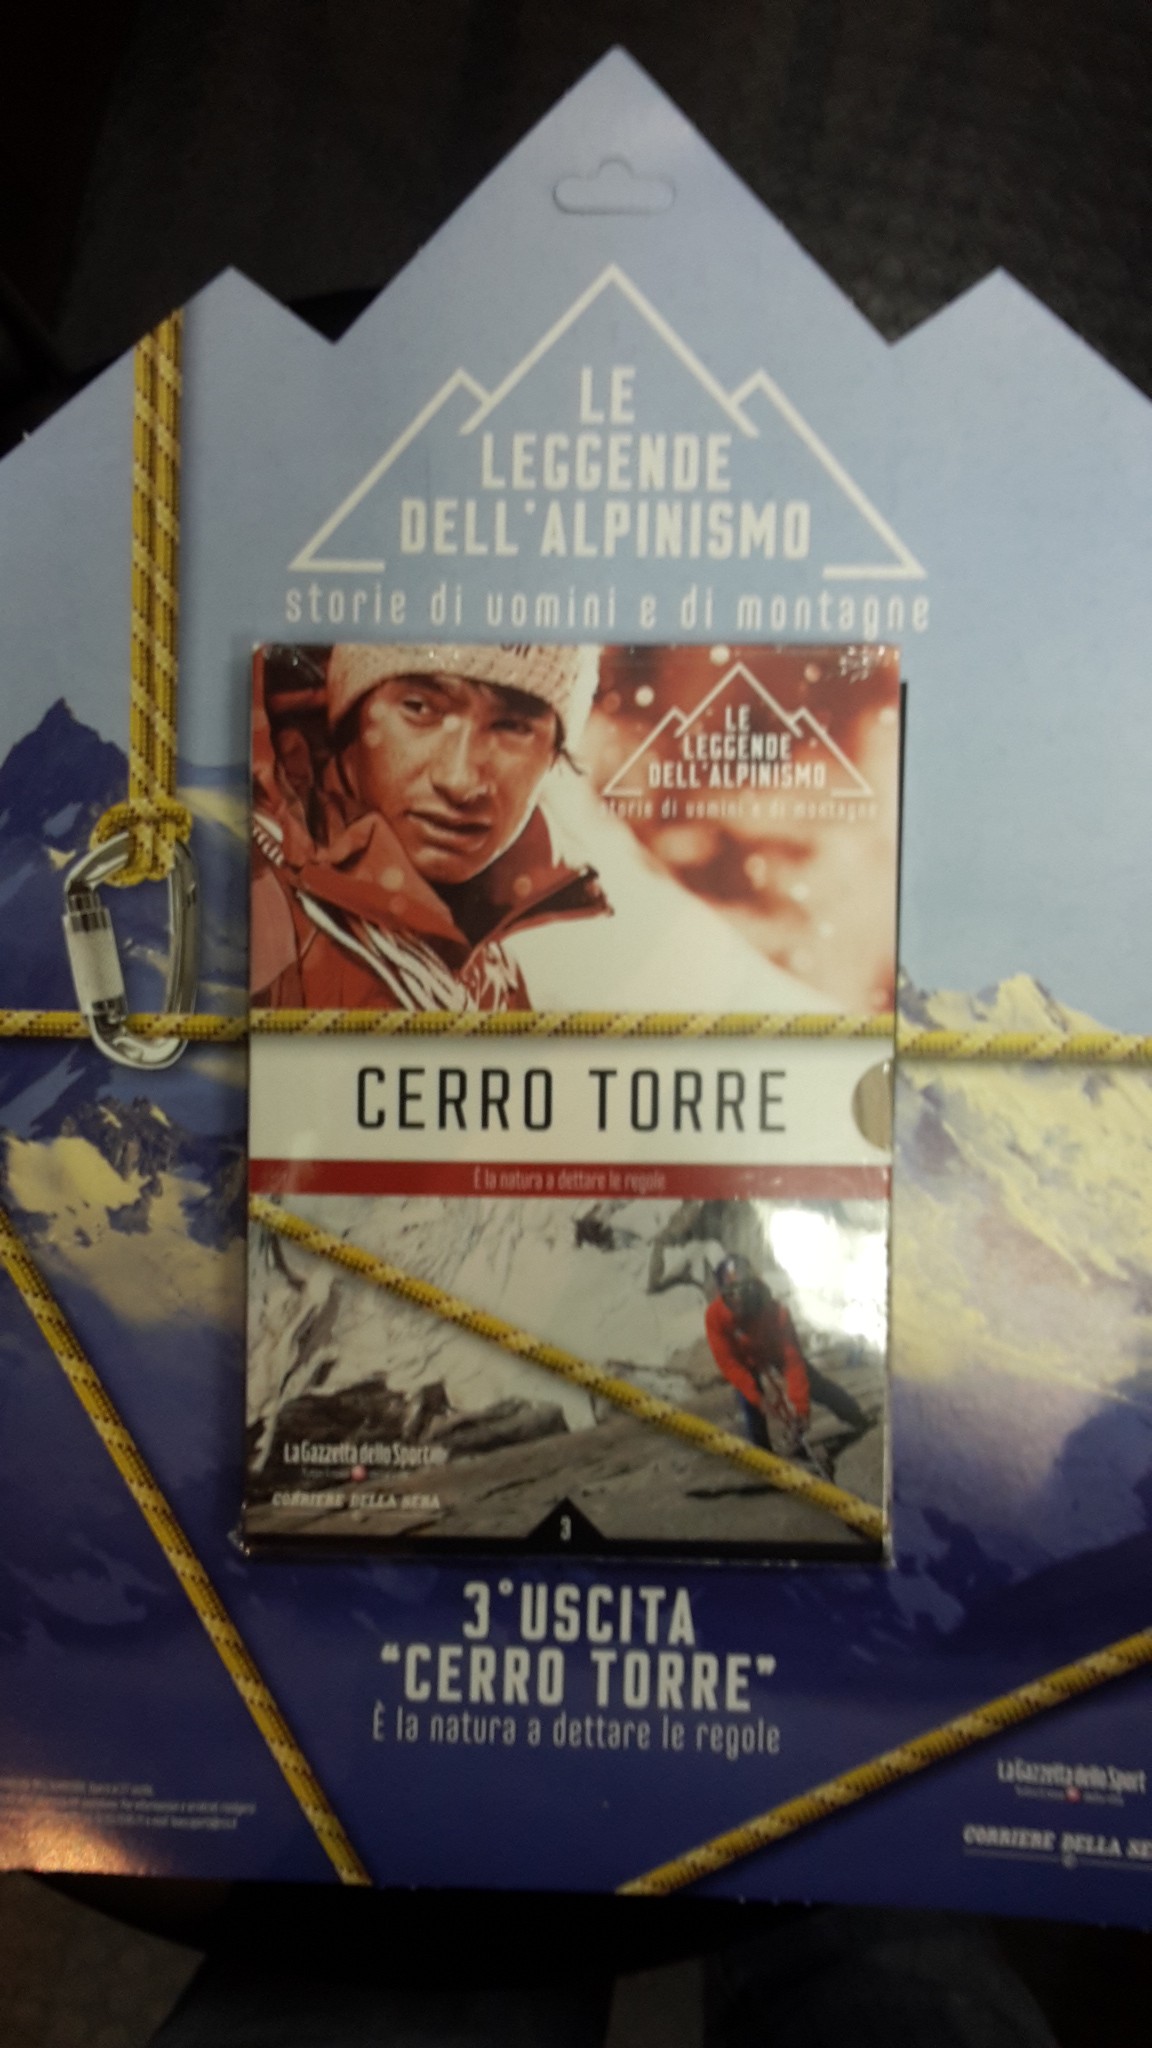 LE
LEGGENDE
DELL'ALPINISMO
storie di uomini e di montagne
LE
LEGGENDE
DELL'ALPINISMO
storie di uomini e di montagne
CERRO TORRE
È la natura a dettare le regole
La Gazzetta dello Sport
CORRIERE DELLA SERA
3
3° USCITA
"CERRO TORRE"
È la natura a dettare le regole
La Gazzetta dello Sport
CORRIERE DELLA SE